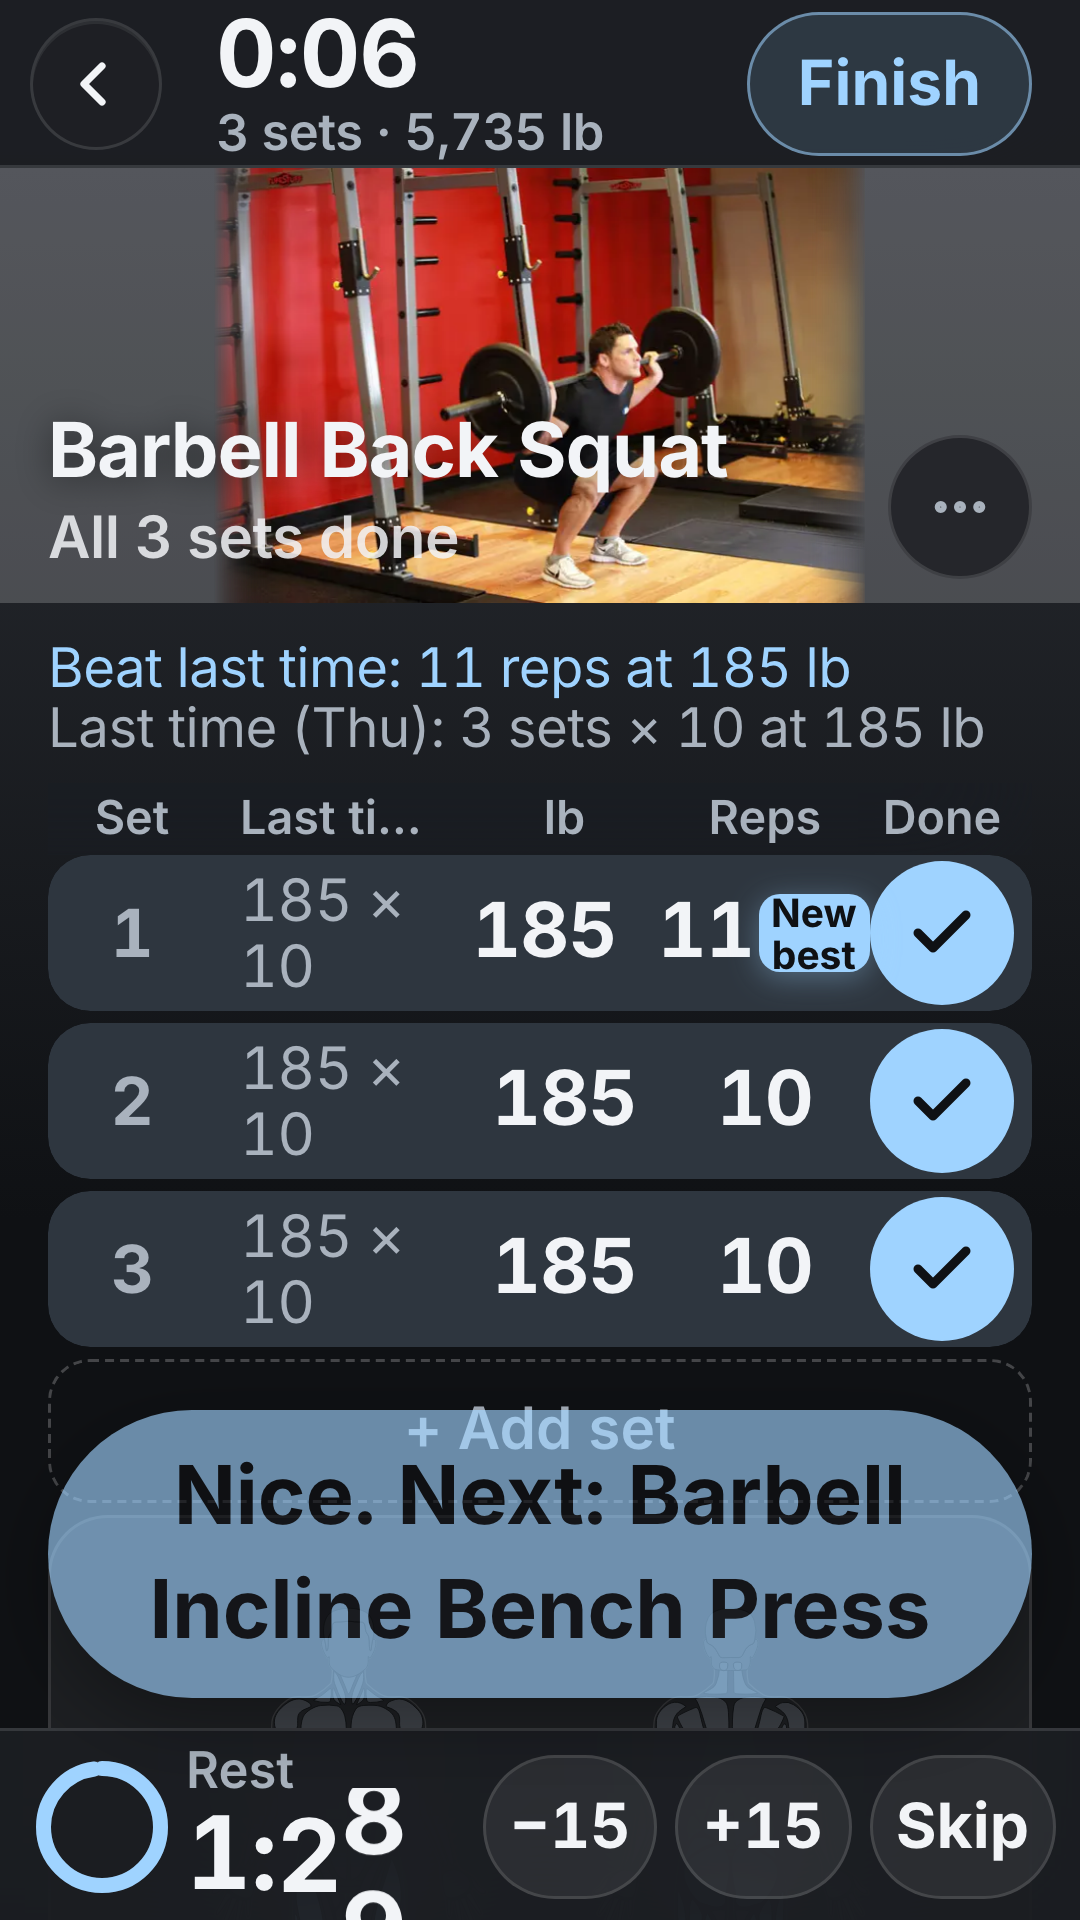 0:06
3 sets · 5,735 lb
Finish
Barbell Back Squat
All 3 sets done
Beat last time: 11 reps at 185 lb
Last time (Thu): 3 sets × 10 at 185 lb
Set Last ti... lb Reps Done
1 185 × 10 185 11 New best
2 185 × 10 185 10
3 185 × 10 185 10
+ Add set
Nice. Next: Barbell
Incline Bench Press
Rest
1:28
−15 +15 Skip